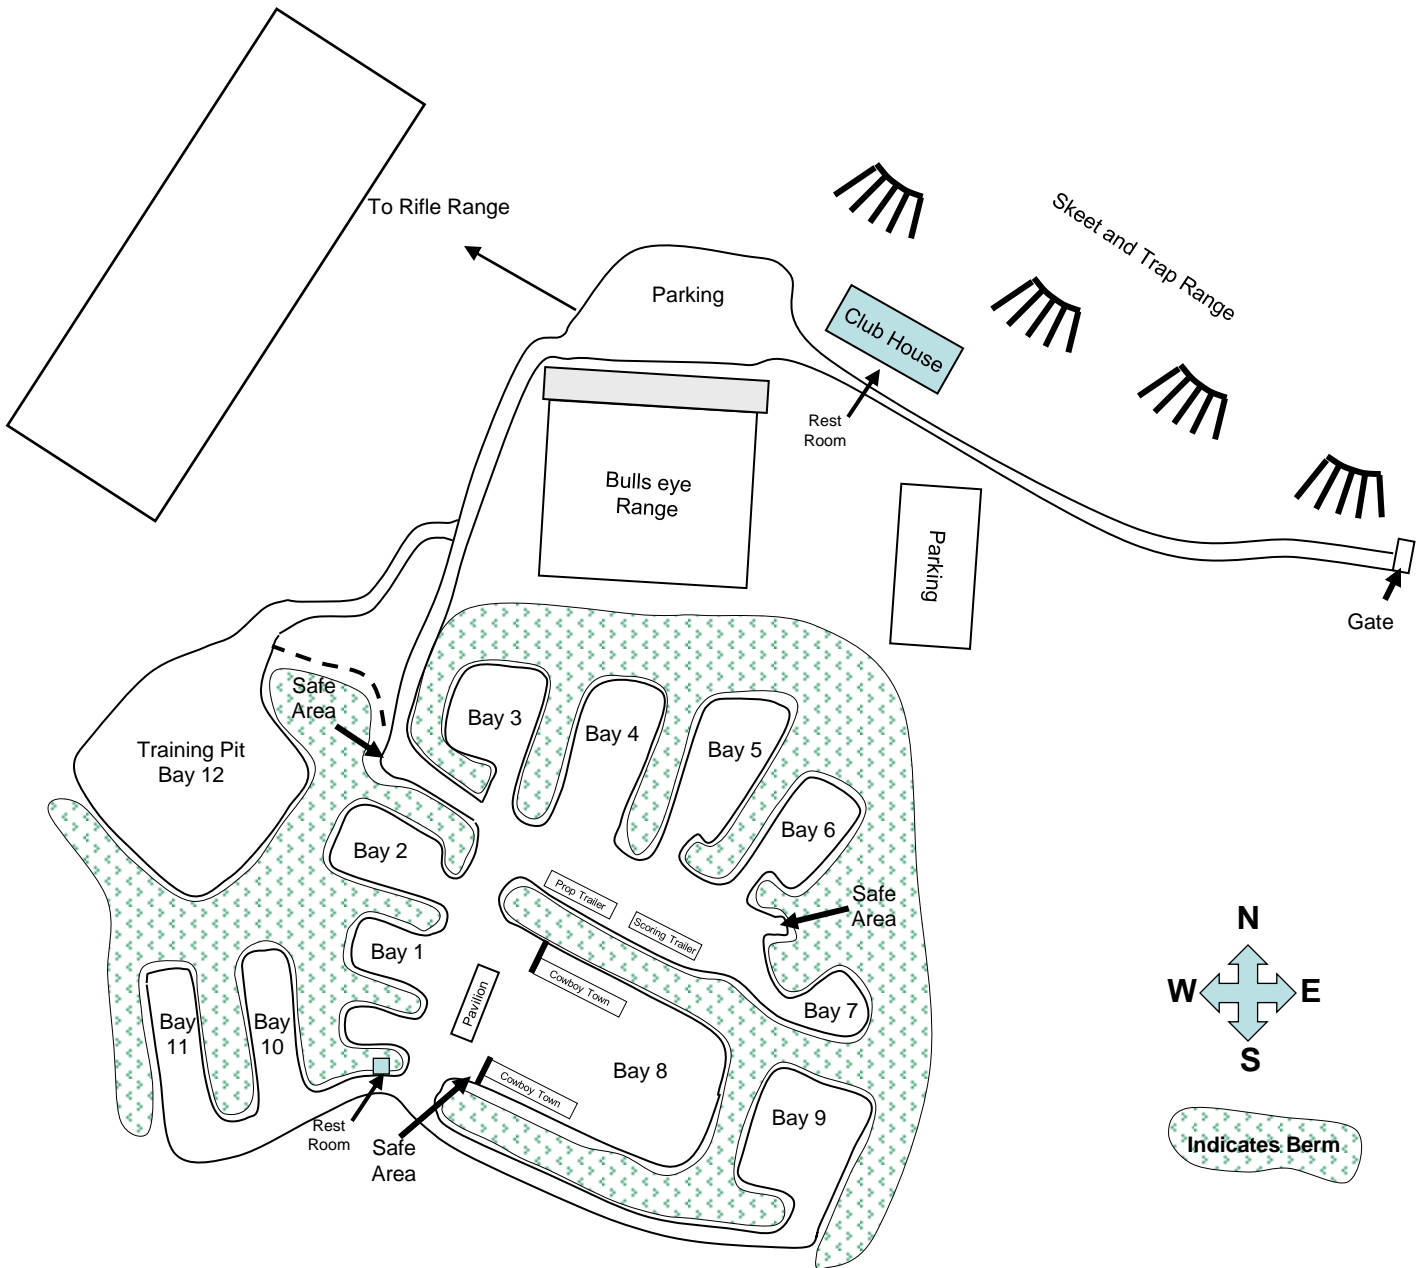 To Rifle Range
Parking
Skeet and Trap Range
Club House
Rest
Room
Bulls eye
Range
Parking
Gate
Safe
Area
Bay 3
Bay 4
Bay 5
Training Pit
Bay 12
Bay 6
Bay 2
Safe
Area
Prop Trailer
Scoring Trailer
Bay 1
Cowboy Town
Pavilion
Bay 7
Bay
11
Bay
10
Bay 8
Cowboy Town
Bay 9
Rest
Room
Safe
Area
N
W
E
S
Indicates Berm